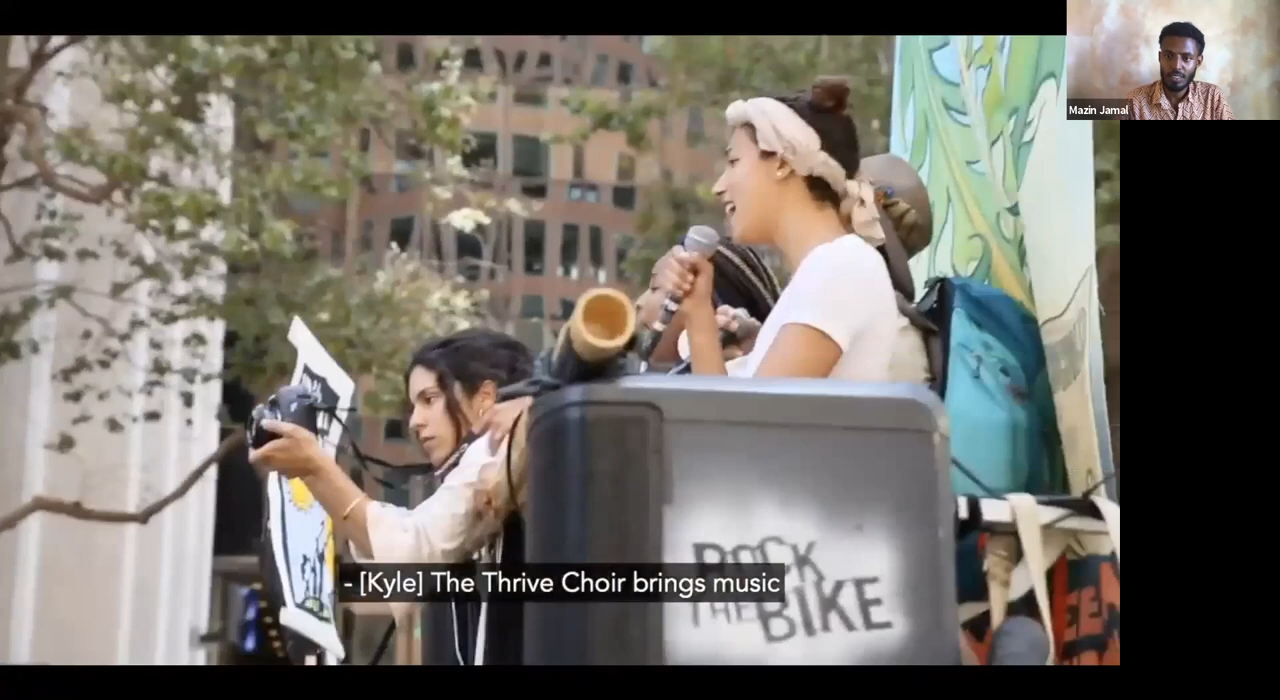 Mazin Jamal
- [Kyle] The Thrive Choir brings music
ROCK
THE
BIKE